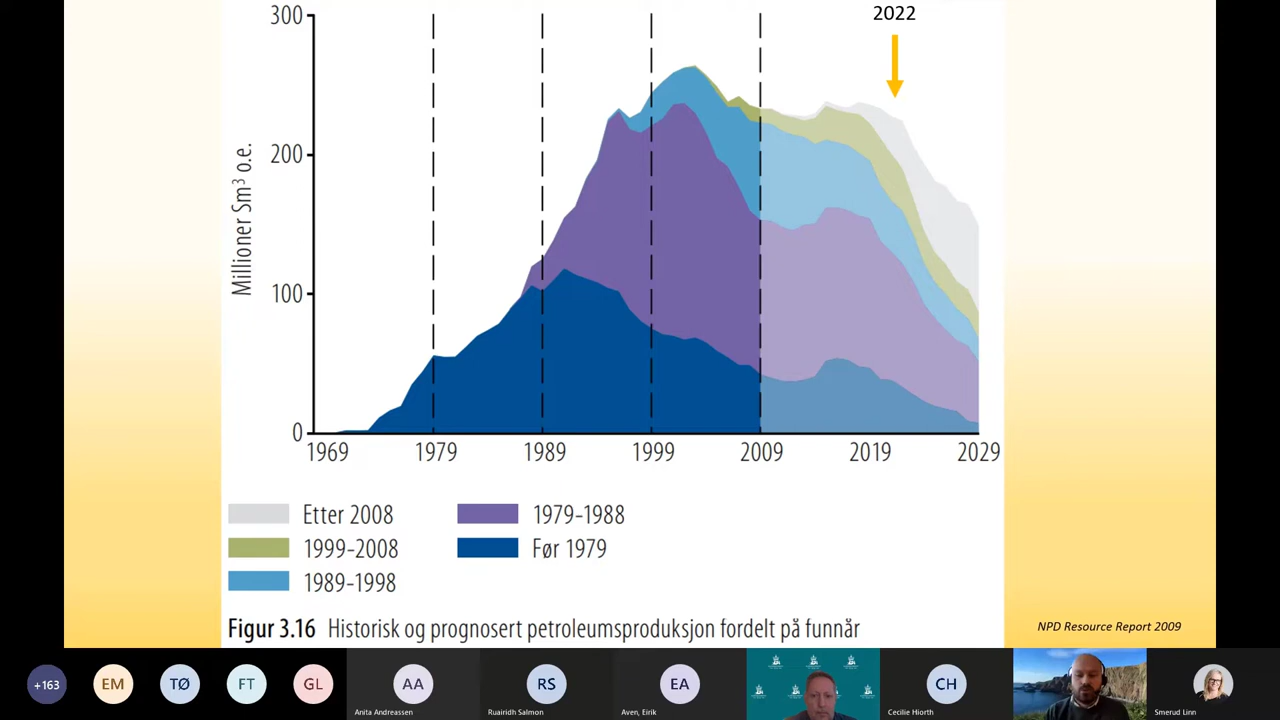 300
2022
200
Millioner Sm³ o.e.
100
0
1969
1979
1989
1999
2009
2019
2029
Etter 2008
1979-1988
1999-2008
Før 1979
1989-1998
Figur 3.16 Historisk og prognosert petroleumsproduksjon fordelt på funnår
NPD Resource Report 2009
+163
EM
TØ
FT
GL
AA
RS
EA
CH
Anita Andreassen
Ruairidh Salmon
Aven, Eirik
Cecilie Hiorth
Smerud Linn